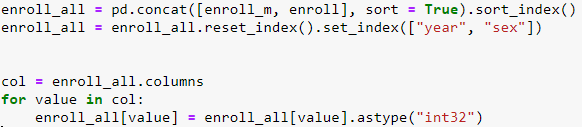 enroll_all = pd.concat([enroll_m, enroll], sort = True).sort_index()
enroll_all = enroll_all.reset_index().set_index(["year", "sex"])
col = enroll_all.columns
for value in col:
    enroll_all[value] = enroll_all[value].astype("int32")